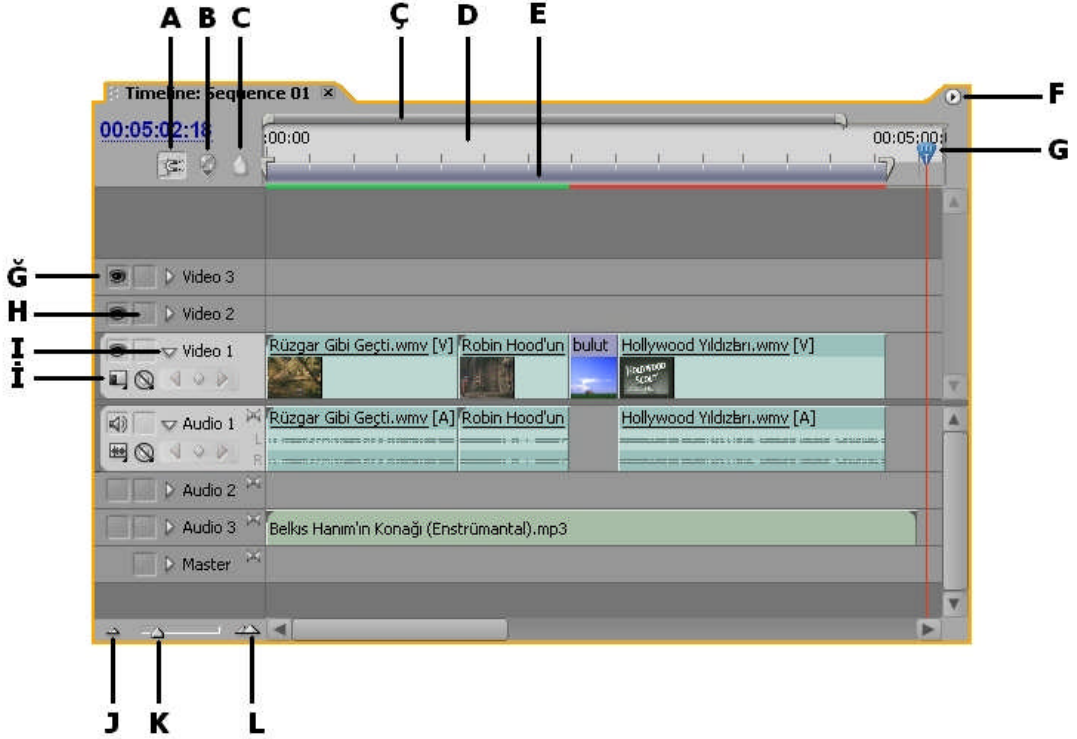 A B C Ç D E
Timeline: Sequence 01
F
00:05:02:18
:00:00 00:05:00:
G
Ğ
Video 3
H
Video 2
I
Video 1
Rüzgar Gibi Geçti.wmv [V] Robin Hood'un bulut Hollywood Yıldızları.wmv [V]
İ
HOLLYWOOD
SCOUT
Audio 1
L
R
Rüzgar Gibi Geçti.wmv [A] Robin Hood'un Hollywood Yıldızları.wmv [A]
Audio 2
Audio 3
Belkıs Hanım'ın Konağı (Enstrümantal).mp3
Master
J K L